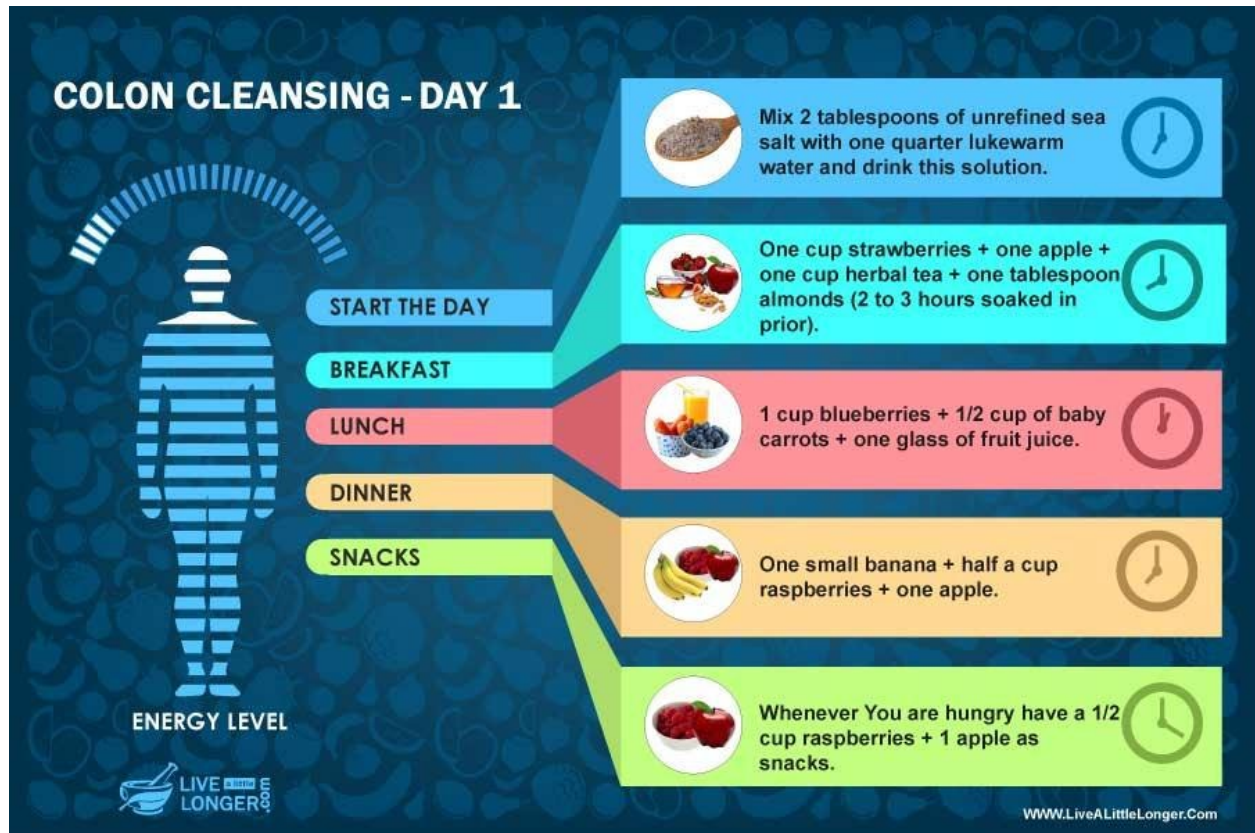 COLON CLEANSING - DAY 1
ENERGY LEVEL
LIVE a little
LONGER.com
START THE DAY
Mix 2 tablespoons of unrefined sea
salt with one quarter lukewarm
water and drink this solution.
BREAKFAST
One cup strawberries + one apple +
one cup herbal tea + one tablespoon
almonds (2 to 3 hours soaked in
prior).
LUNCH
1 cup blueberries + 1/2 cup of baby
carrots + one glass of fruit juice.
DINNER
One small banana + half a cup
raspberries + one apple.
SNACKS
Whenever You are hungry have a 1/2
cup raspberries + 1 apple as
snacks.
WWW.LiveALittleLonger.Com